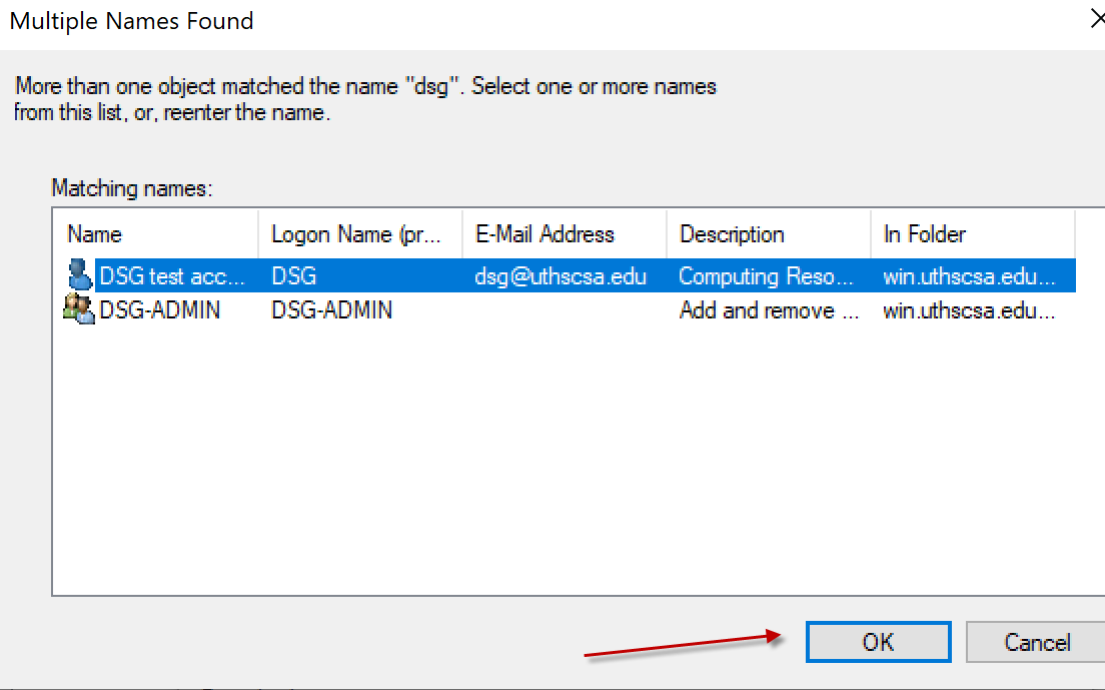 Multiple Names Found
More than one object matched the name "dsg". Select one or more names
from this list, or, reenter the name.
Matching names:
Name Logon Name (pr... E-Mail Address Description In Folder
DSG test acc... DSG dsg@uthscsa.edu Computing Reso... win.uthscsa.edu...
DSG-ADMIN DSG-ADMIN Add and remove ... win.uthscsa.edu...
OK Cancel